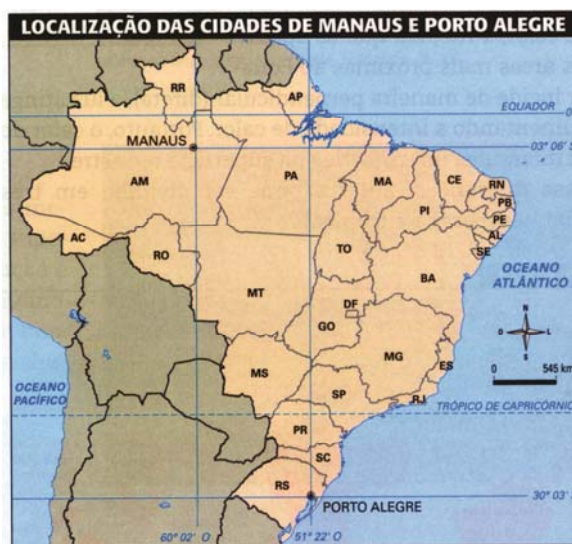 LOCALIZAÇÃO DAS CIDADES DE MANAUS E PORTO ALEGRE
RR
AP
EQUADOR
MANAUS
03° 06' S
AM
PA
MA
CE
RN
PB
PI
PE
AL
SE
AC
RO
TO
BA
MT
OCEANO
ATLÂNTICO
DF
GO
N
O
L
S
MG
ES
0 545 km
MS
SP
RJ
OCEANO
PACÍFICO
TRÓPICO DE CAPRICÓRNIO
PR
SC
RS
30° 03' S
PORTO ALEGRE
60° 02' O
51° 22' O